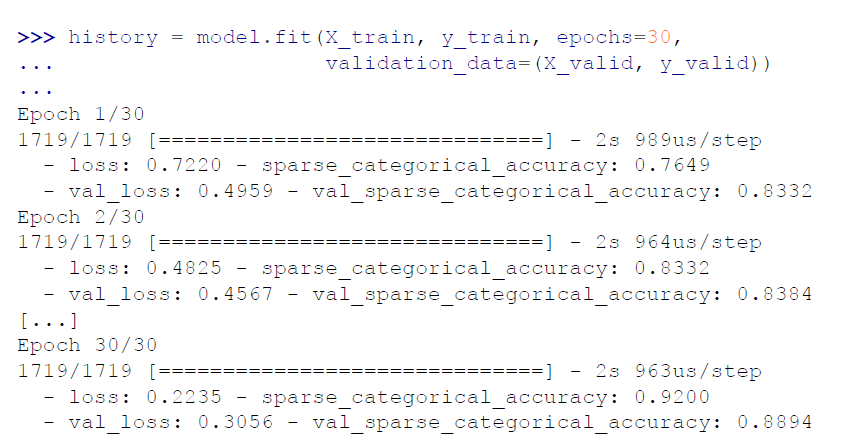 >>> history = model.fit(X_train, y_train, epochs=30,
...                     validation_data=(X_valid, y_valid))
...
Epoch 1/30
1719/1719 [==============================] - 2s 989us/step
  - loss: 0.7220 - sparse_categorical_accuracy: 0.7649
  - val_loss: 0.4959 - val_sparse_categorical_accuracy: 0.8332
Epoch 2/30
1719/1719 [==============================] - 2s 964us/step
  - loss: 0.4825 - sparse_categorical_accuracy: 0.8332
  - val_loss: 0.4567 - val_sparse_categorical_accuracy: 0.8384
[...]
Epoch 30/30
1719/1719 [==============================] - 2s 963us/step
  - loss: 0.2235 - sparse_categorical_accuracy: 0.9200
  - val_loss: 0.3056 - val_sparse_categorical_accuracy: 0.8894